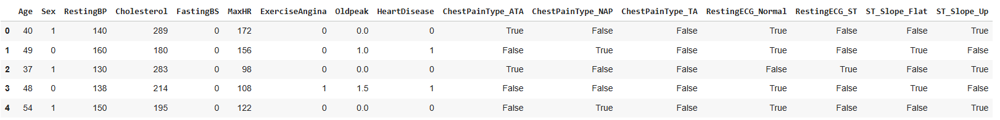 Age Sex RestingBP Cholesterol FastingBS MaxHR ExerciseAngina Oldpeak HeartDisease ChestPainType_ATA ChestPainType_NAP ChestPainType_TA RestingECG_Normal RestingECG_ST ST_Slope_Flat ST_Slope_Up
0 40 1 140 289 0 172 0 0.0 0 True False False True False False True
1 49 0 160 180 0 156 0 1.0 1 False True False True False True False
2 37 1 130 283 0 98 0 0.0 0 True False False False True False True
3 48 0 138 214 0 108 1 1.5 1 False False False True False True False
4 54 1 150 195 0 122 0 0.0 0 False True False True False False True